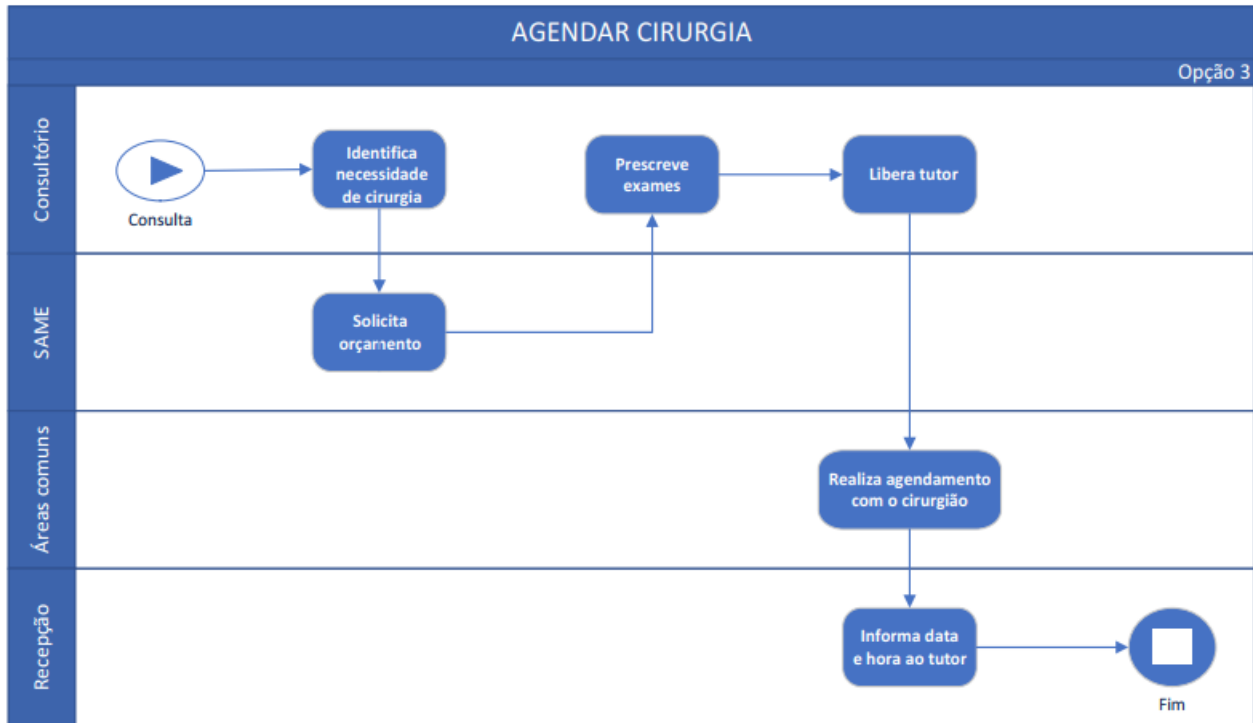 AGENDAR CIRURGIA
Opção 3
Consultório
Consulta
Identifica
necessidade
de cirurgia
Prescreve
exames
Libera tutor
SAME
Solicita
orçamento
Áreas comuns
Realiza agendamento
com o cirurgião
Recepção
Informa data
e hora ao tutor
Fim